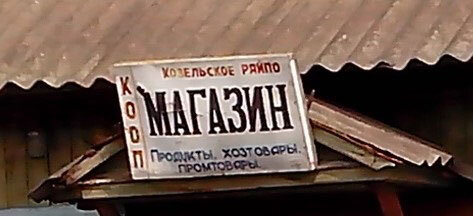 КООП
КОЗЕЛЬСКОЕ РАЙПО
МАГАЗИН
ПРОДУКТЫ, ХОЗТОВАРЫ,
ПРОМТОВАРЫ.